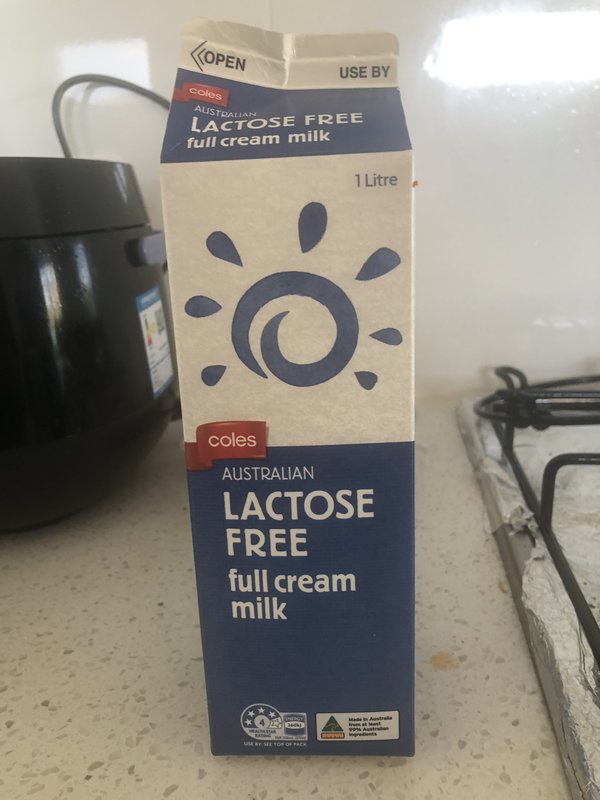 OPEN
USE BY
coles
AUSTRALIAN
LACTOSE FREE
full cream milk
1 Litre
coles
AUSTRALIAN
LACTOSE
FREE
full cream
milk
4
HEALTH STAR
RATING
ENERGY
Made in Australia
from at least
99% Australian
ingredients
USE BY: SEE TOP OF PACK